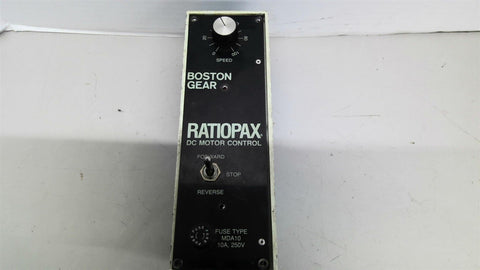 SPEED
BOSTON
GEAR
RATIOPAX
DC MOTOR CONTROL
FORWARD
STOP
REVERSE
FUSE TYPE
MDA10
10A, 250V